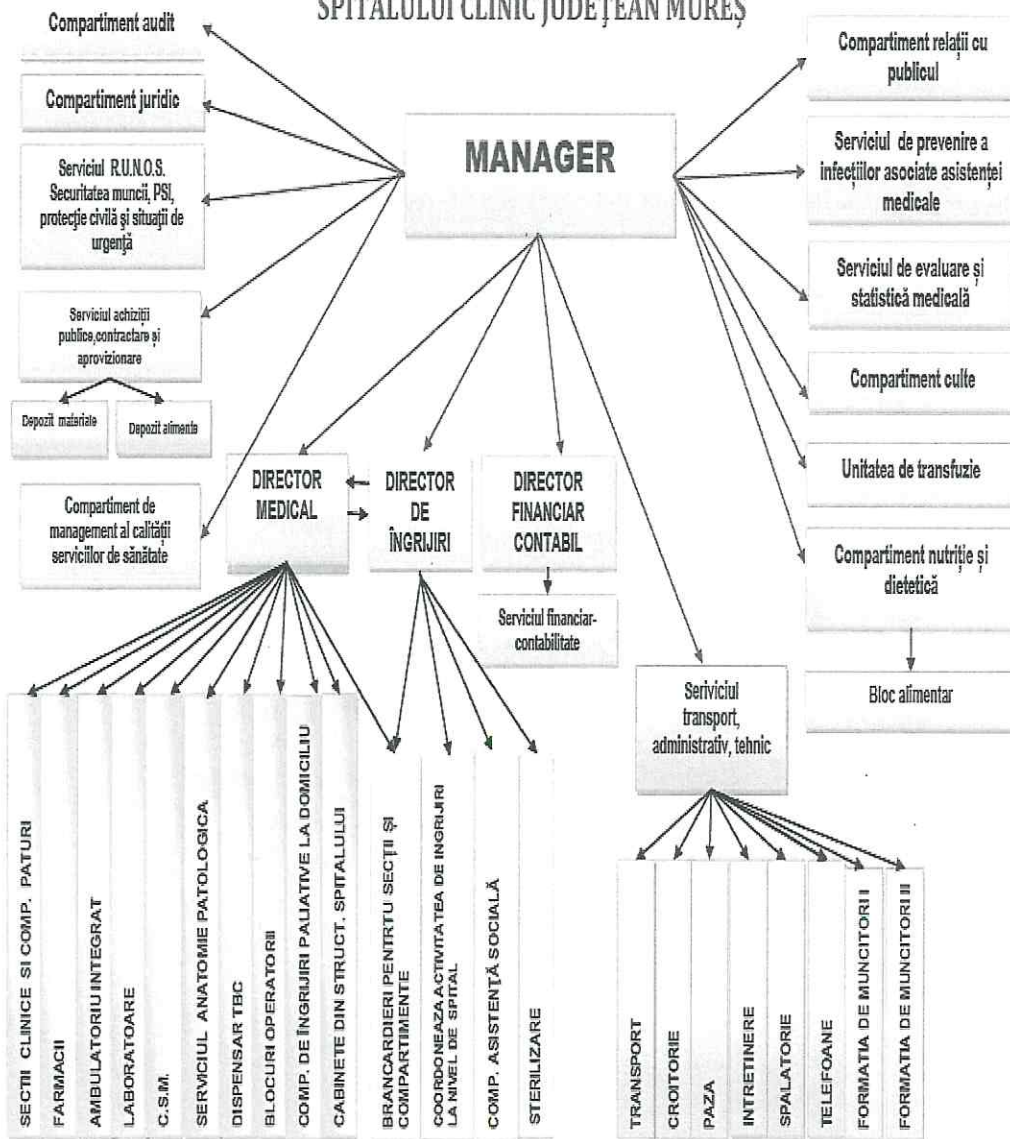 SPITALULUI CLINIC JUDEȚEAN MUREȘ
Compartiment audit
Compartiment juridic
Serviciul R.U.N.O.S.
Securitatea muncii, PSI,
protecţie civilă şi situaţii de
urgenţă
Serviciul achiziții
publice,contractare și
aprovizionare
Depozit materiale
Depozit alimente
Compartiment de
management al calității
serviciilor de sănătate
MANAGER
Compartiment relații cu
publicul
Serviciul de prevenire a
infecțiilor asociate asistenței
medicale
Serviciul de evaluare și
statistică medicală
Compartiment culte
Unitatea de transfuzie
Compartiment nutriție și
dietetică
Bloc alimentar
DIRECTOR
MEDICAL
DIRECTOR
DE
ÎNGRIJIRI
DIRECTOR
FINANCIAR
CONTABIL
Serviciul financiar-
contabilitate
Seriviciul
transport,
administrativ, tehnic
SECTII CLINICE SI COMP. PATURI
FARMACII
AMBULATORIU INTEGRAT
LABORATOARE
C.S.M.
SERVICIUL ANATOMIE PATOLOGICA
DISPENSAR TBC
BLOCURI OPERATORII
COMP. DE ÎNGRIJIRI PALIATIVE LA DOMICILIU
CABINETE DIN STRUCT. SPITALULUI
BRANCARDIERI PENTRTU SECȚII ȘI
COMPARTIMENTE
COORDONEAZA ACTIVITATEA DE INGRIJIRI
LA NIVEL DE SPITAL
COMP. ASISTENȚĂ SOCIALĂ
STERILIZARE
TRANSPORT
CROITORIE
PAZA
INTRETINERE
SPALATORIE
TELEFOANE
FORMATIA DE MUNCITORI I
FORMATIA DE MUNCITORI II